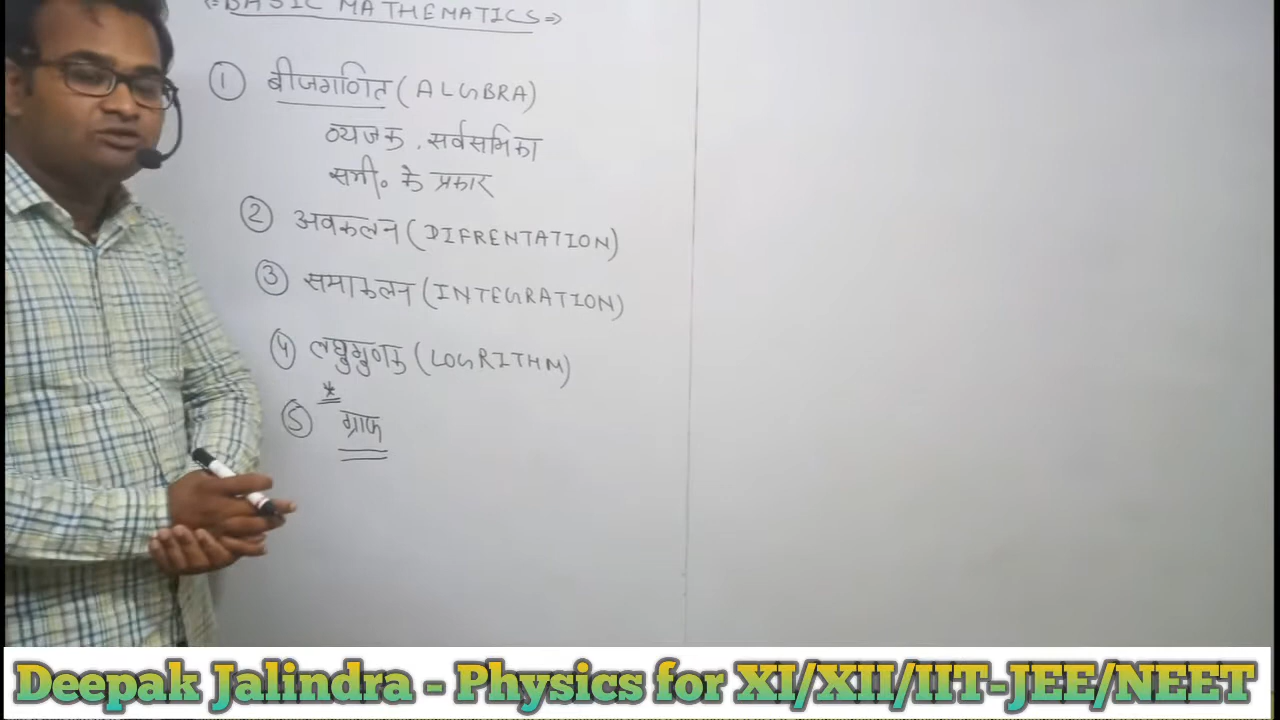 BASIC MATHEMATICS ⇒
① बीजगणित (ALGBRA)
व्यजक, सर्वसमिका
समी० के प्रकार
② अवकलन (DIFRENTATION)
③ समाकलन (INTEGRATION)
④ लघुगुणक (LOGRITHM)
*
⑤ ग्राफ
Deepak Jalindra - Physics for XI/XII/IIT-JEE/NEET